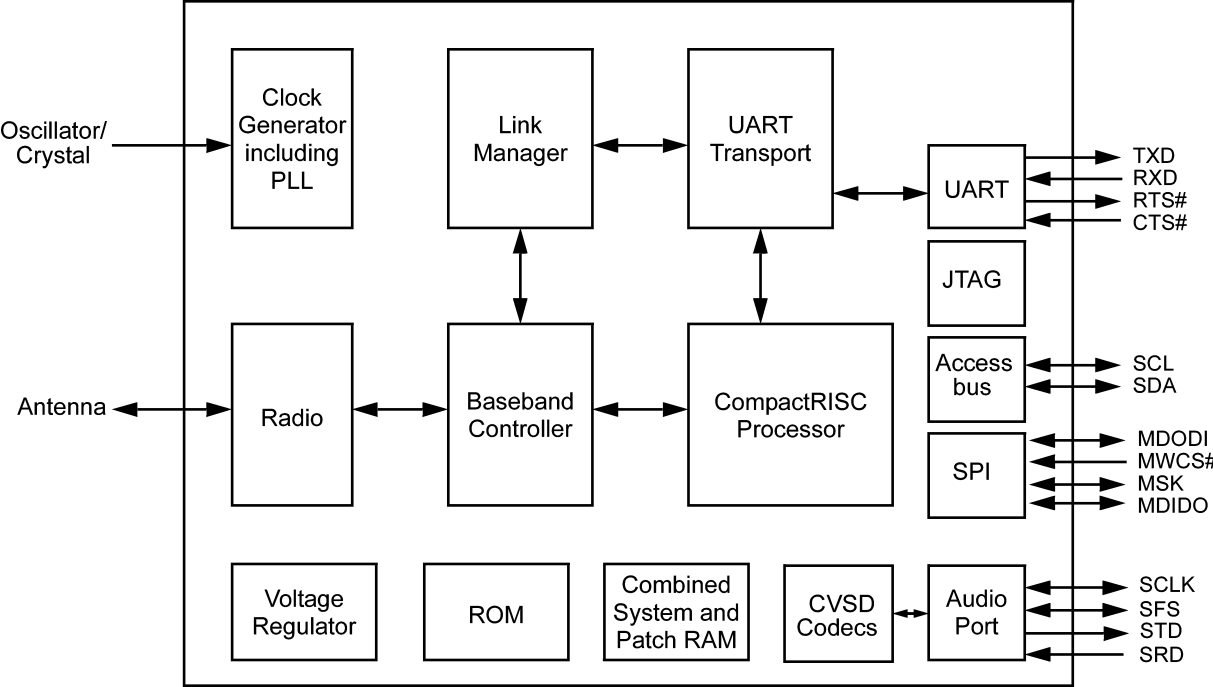 Oscillator/
Crystal
Clock
Generator
including
PLL
Link
Manager
UART
Transport
UART
TXD
RXD
RTS#
CTS#
JTAG
Antenna
Radio
Baseband
Controller
CompactRISC
Processor
Access
bus
SCL
SDA
SPI
MDODI
MWCS#
MSK
MDIDO
Voltage
Regulator
ROM
Combined
System and
Patch RAM
CVSD
Codecs
Audio
Port
SCLK
SFS
STD
SRD